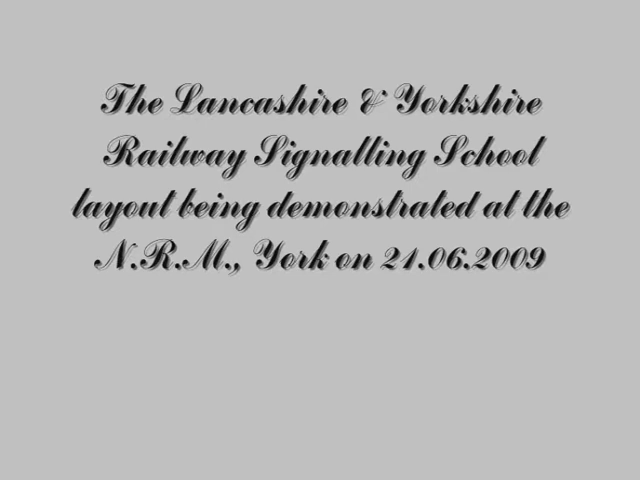 The Lancashire & Yorkshire
Railway Signalling School
layout being demonstrated at the
N.R.M., York on 21.06.2009